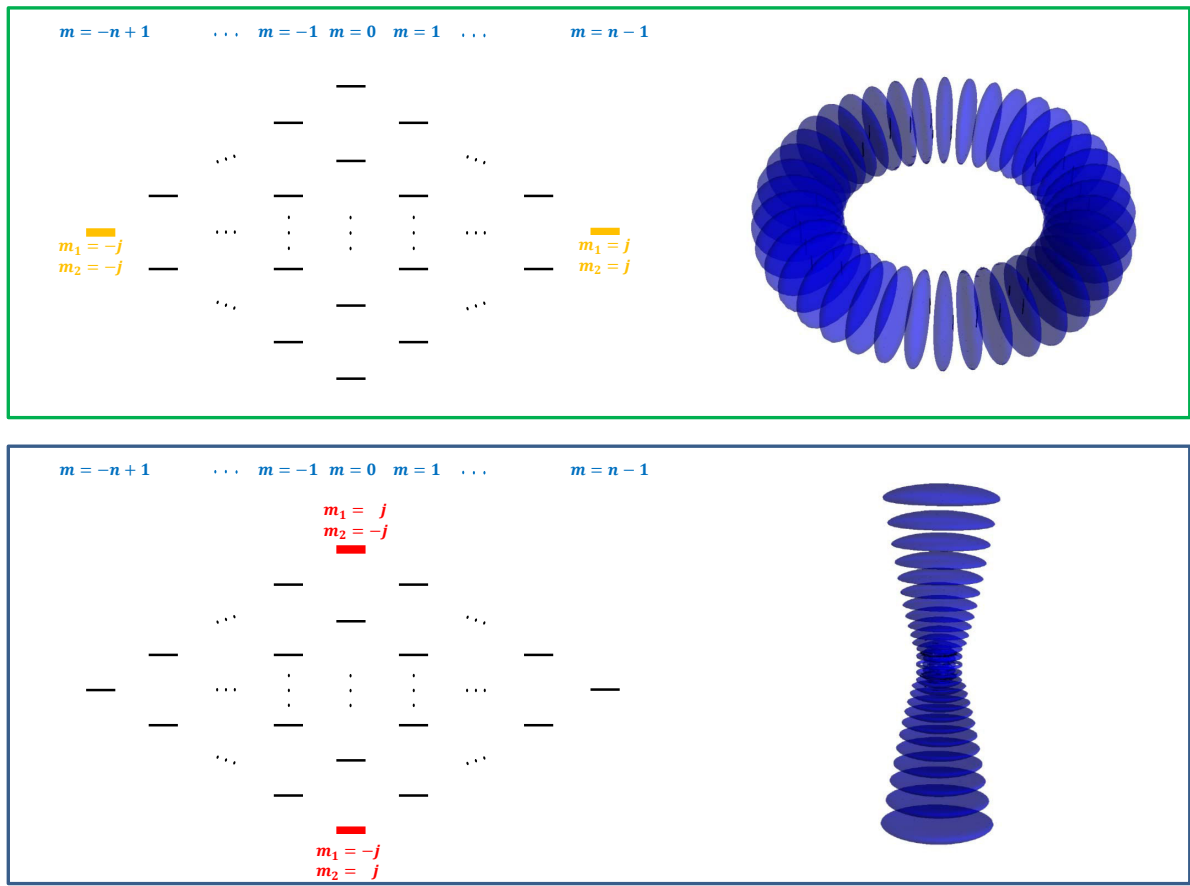 m = −n + 1 ... m = −1 m = 0 m = 1 ... m = n − 1
m₁ = −j
m₂ = −j
m₁ = j
m₂ = j
m = −n + 1 ... m = −1 m = 0 m = 1 ... m = n − 1
m₁ = j
m₂ = −j
m₁ = −j
m₂ = j